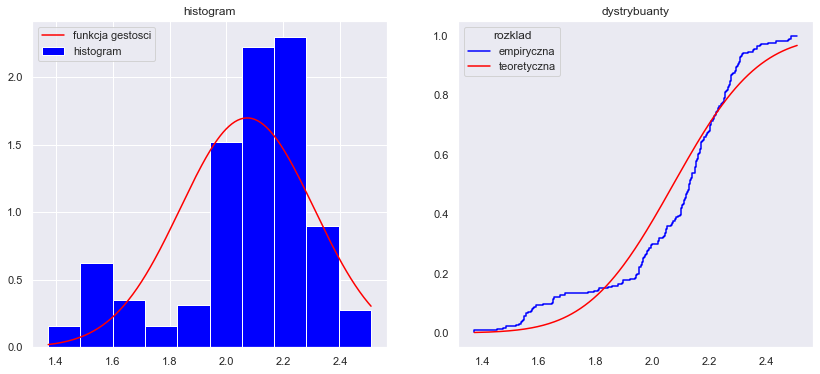 histogram
funkcja gestosci
histogram
2.0
1.5
1.0
0.5
0.0
1.4 1.6 1.8 2.0 2.2 2.4
dystrybuanty
rozklad
empiryczna
teoretyczna
1.0
0.8
0.6
0.4
0.2
0.0
1.4 1.6 1.8 2.0 2.2 2.4